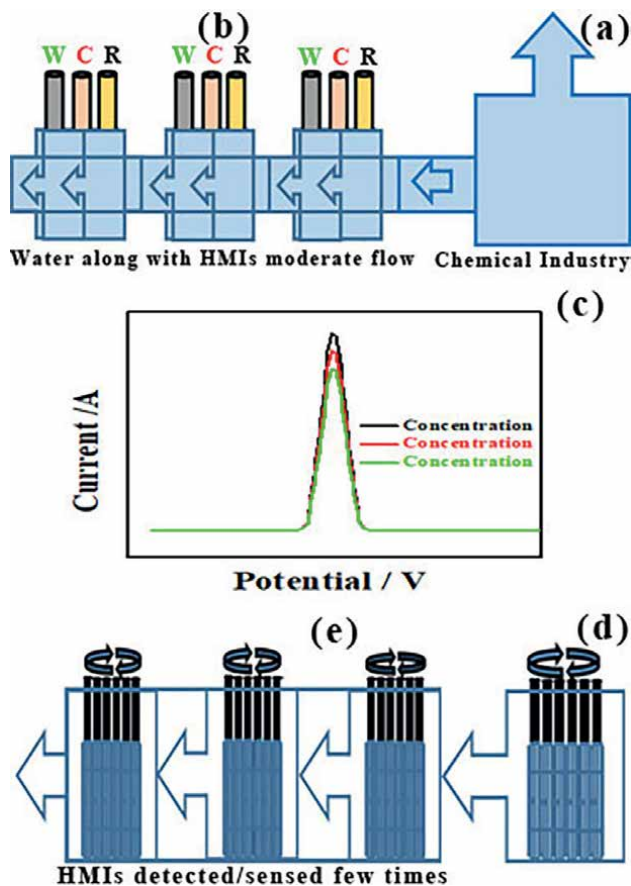 (b)
(a)
W C R W C R W C R
Water along with HMIs moderate flow
Chemical Industry
(c)
Current /A
Concentration
Concentration
Concentration
Potential / V
(e)
(d)
HMIs detected/sensed few times